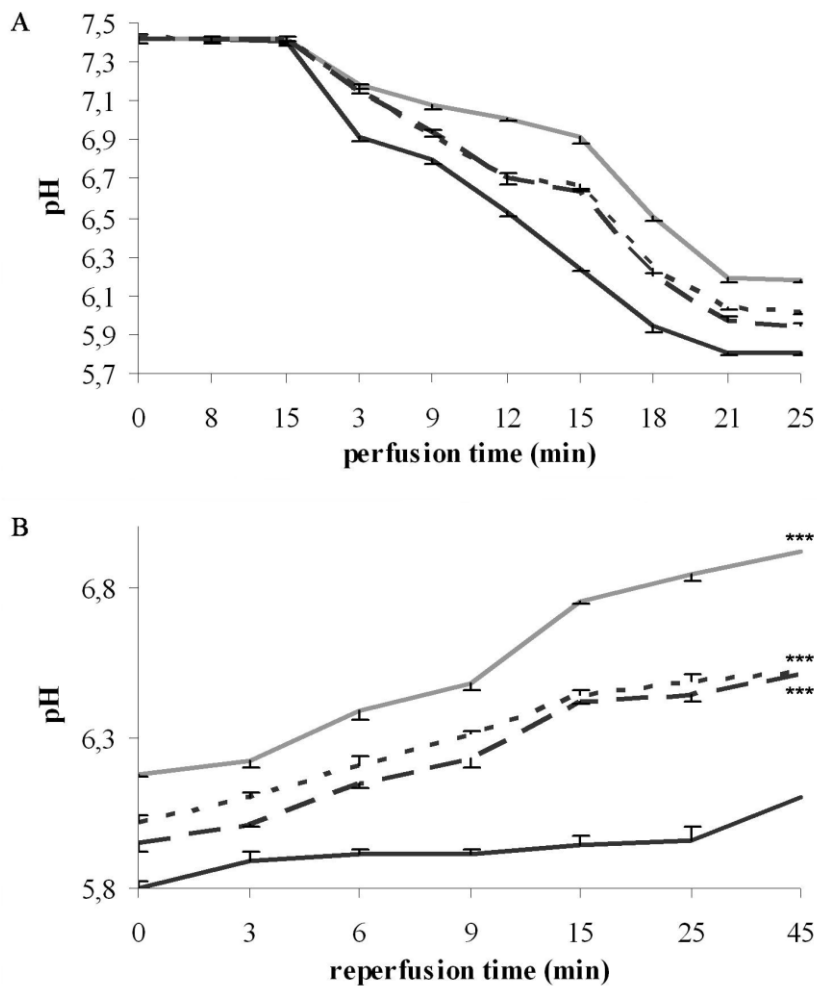 A
7,5
7,3
7,1
6,9
6,7
6,5
6,3
6,1
5,9
5,7
pH
0 8 15 3 9 12 15 18 21 25
perfusion time (min)
B
6,8
6,3
5,8
pH
***
***
***
0 3 6 9 15 25 45
reperfusion time (min)